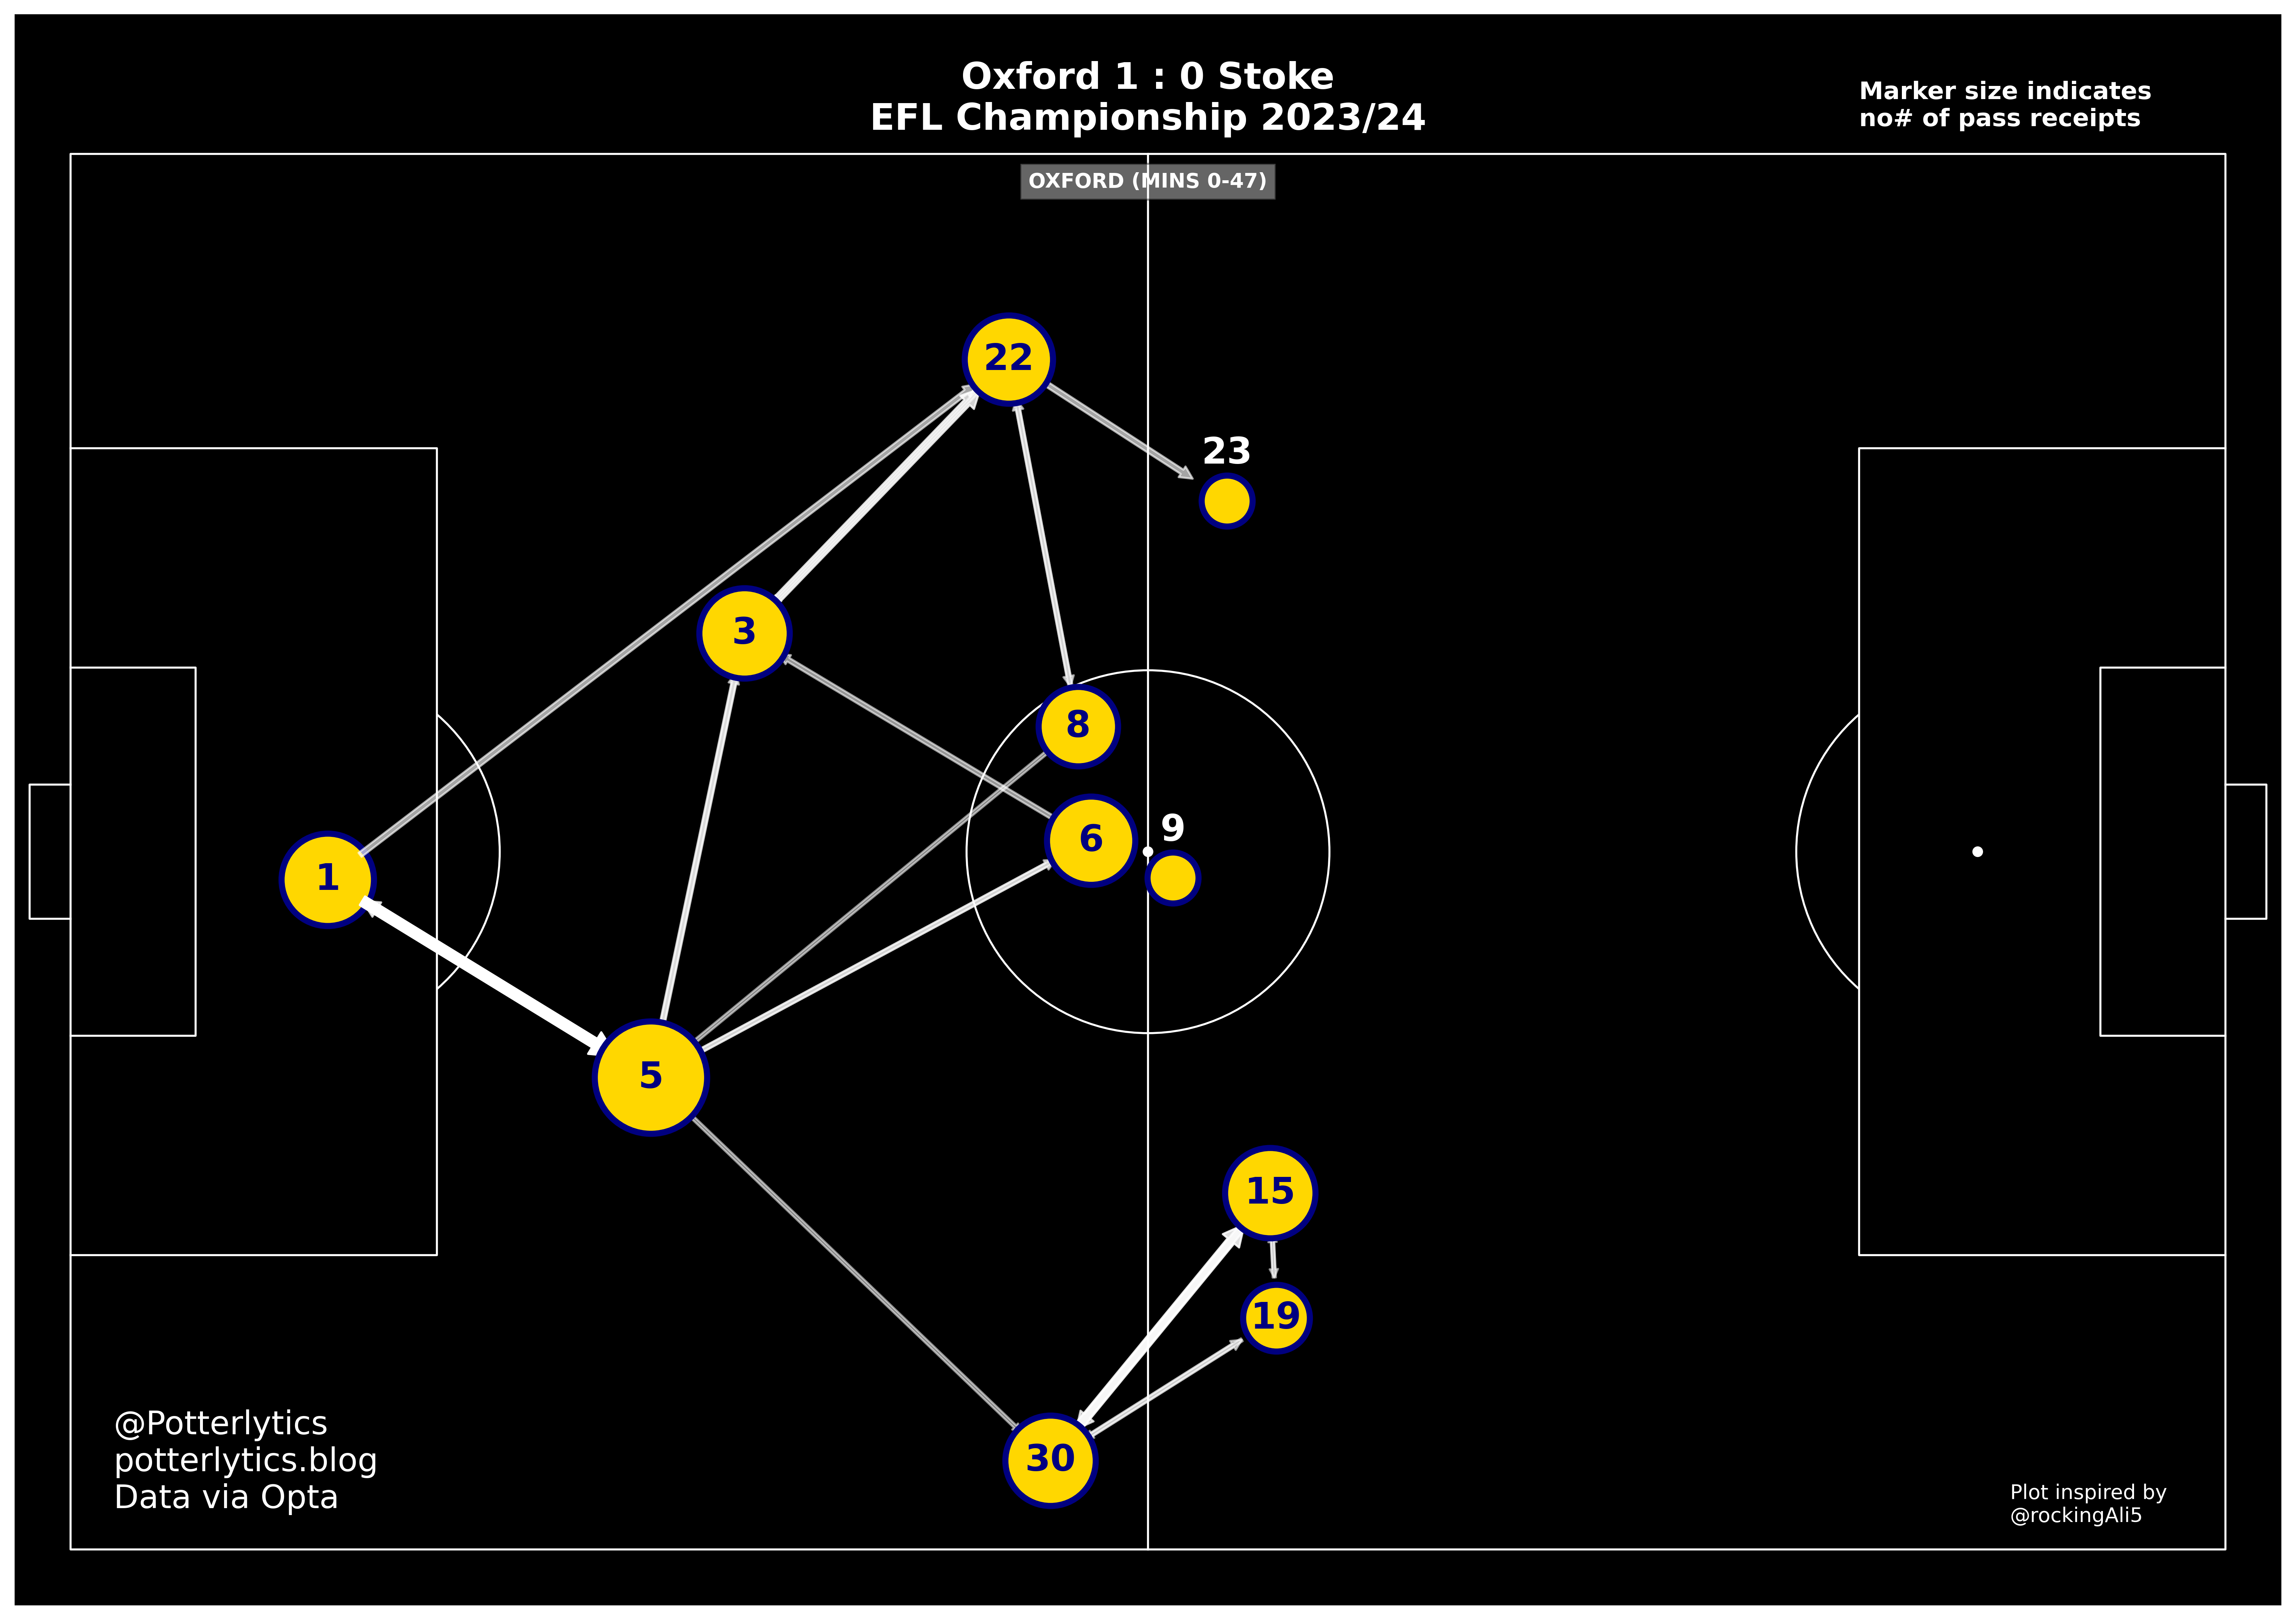 Oxford 1 : 0 Stoke
EFL Championship 2023/24
Marker size indicates
no# of pass receipts
OXFORD (MINS 0-47)
22
23
3
8
6
9
1
5
15
19
30
@Potterlytics
potterlytics.blog
Data via Opta
Plot inspired by
@rockingAli5